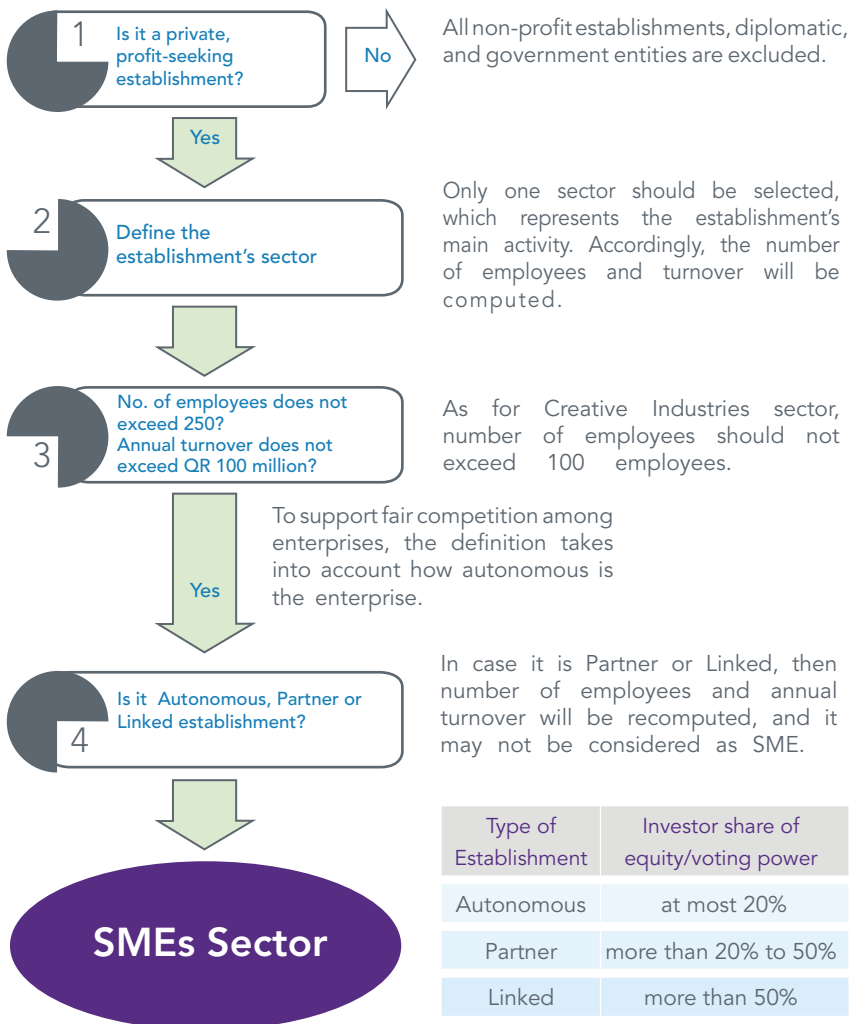 1
Is it a private,
profit-seeking
establishment?
No
All non-profit establishments, diplomatic,
and government entities are excluded.
Yes
2
Define the
establishment's sector
Only one sector should be selected,
which represents the establishment's
main activity. Accordingly, the number
of employees and turnover will be
computed.
3
No. of employees does not
exceed 250?
Annual turnover does not
exceed QR 100 million?
As for Creative Industries sector,
number of employees should not
exceed 100 employees.
Yes
To support fair competition among
enterprises, the definition takes
into account how autonomous is
the enterprise.
4
Is it Autonomous, Partner or
Linked establishment?
In case it is Partner or Linked, then
number of employees and annual
turnover will be recomputed, and it
may not be considered as SME.
SMEs Sector
Type of
Establishment
Investor share of
equity/voting power
Autonomous
at most 20%
Partner
more than 20% to 50%
Linked
more than 50%